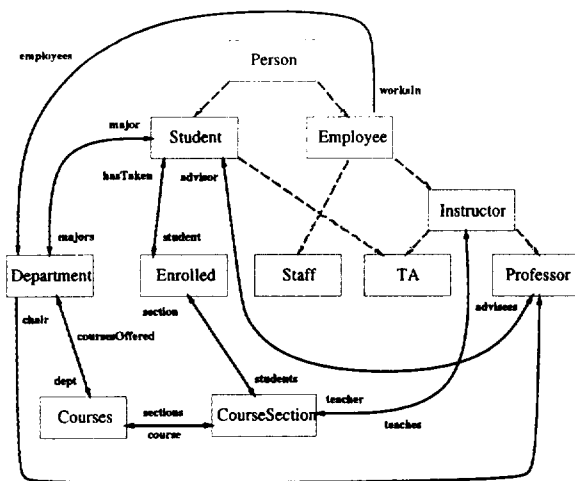 employees
Person
worksIn
major
Student
Employee
hasTaken
advisor
Instructor
majors
student
Department
Enrolled
Staff
TA
Professor
chair
section
advisees
coursesOffered
dept
students
teacher
Courses
sections
course
CourseSection
teaches